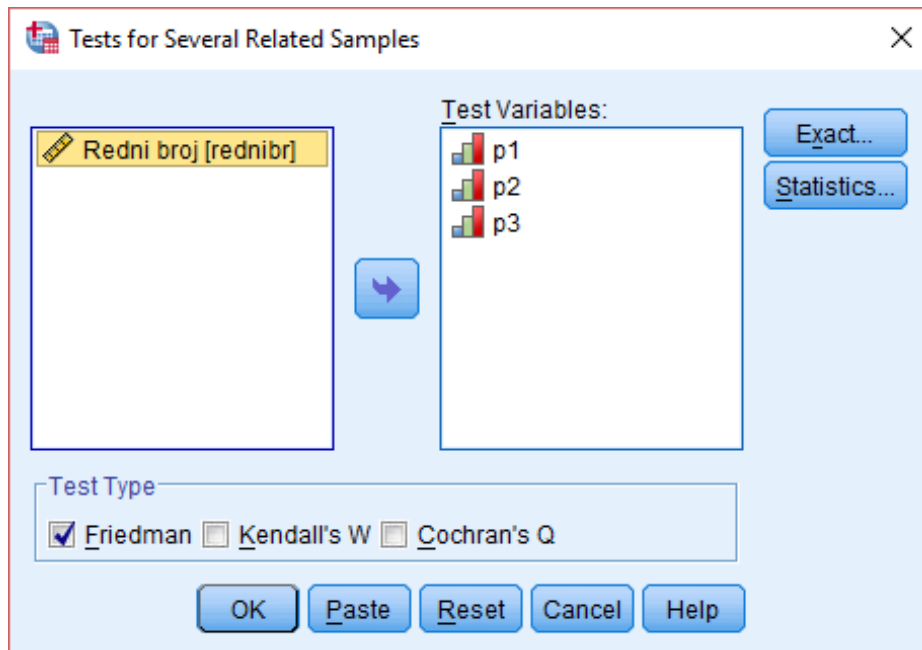 Tests for Several Related Samples
Redni broj [rednibr]
Test Variables:
p1
p2
p3
Exact...
Statistics...
Test Type
Friedman Kendall's W Cochran's Q
OK Paste Reset Cancel Help